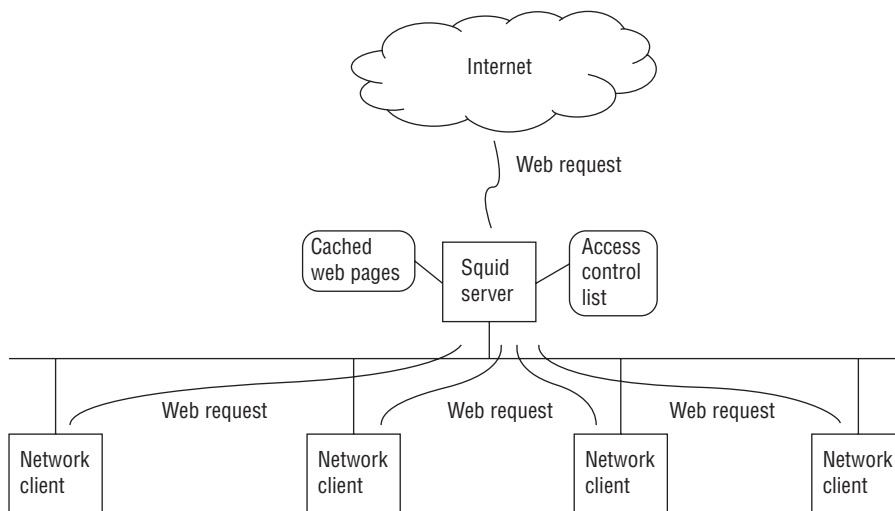 Internet
Web request
Cached
web pages
Squid
server
Access
control
list
Web request
Web request
Web request
Network
client
Network
client
Network
client
Network
client